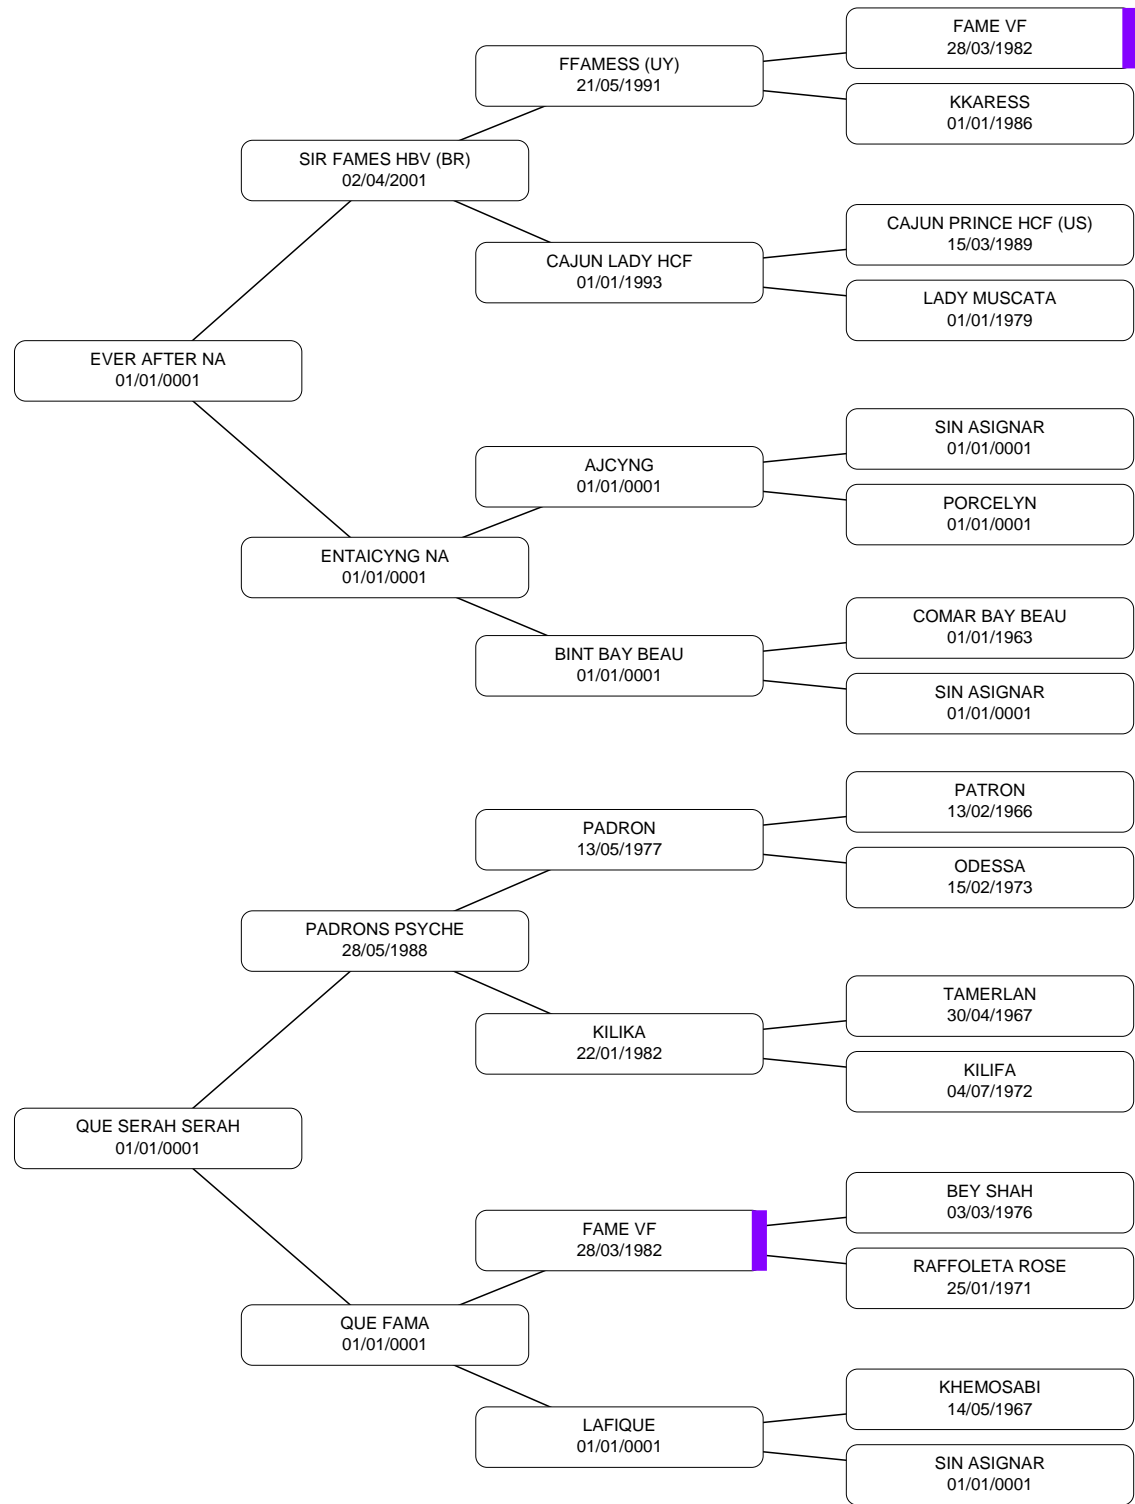 FAME VF
28/03/1982
FFAMESS (UY)
21/05/1991
KKARESS
01/01/1986
SIR FAMES HBV (BR)
02/04/2001
CAJUN PRINCE HCF (US)
15/03/1989
CAJUN LADY HCF
01/01/1993
LADY MUSCATA
01/01/1979
EVER AFTER NA
01/01/0001
SIN ASIGNAR
01/01/0001
AJCYNG
01/01/0001
PORCELYN
01/01/0001
ENTAICYNG NA
01/01/0001
COMAR BAY BEAU
01/01/1963
BINT BAY BEAU
01/01/0001
SIN ASIGNAR
01/01/0001
PATRON
13/02/1966
PADRON
13/05/1977
ODESSA
15/02/1973
PADRONS PSYCHE
28/05/1988
TAMERLAN
30/04/1967
KILIKA
22/01/1982
KILIFA
04/07/1972
QUE SERAH SERAH
01/01/0001
BEY SHAH
03/03/1976
FAME VF
28/03/1982
RAFFOLETA ROSE
25/01/1971
QUE FAMA
01/01/0001
KHEMOSABI
14/05/1967
LAFIQUE
01/01/0001
SIN ASIGNAR
01/01/0001